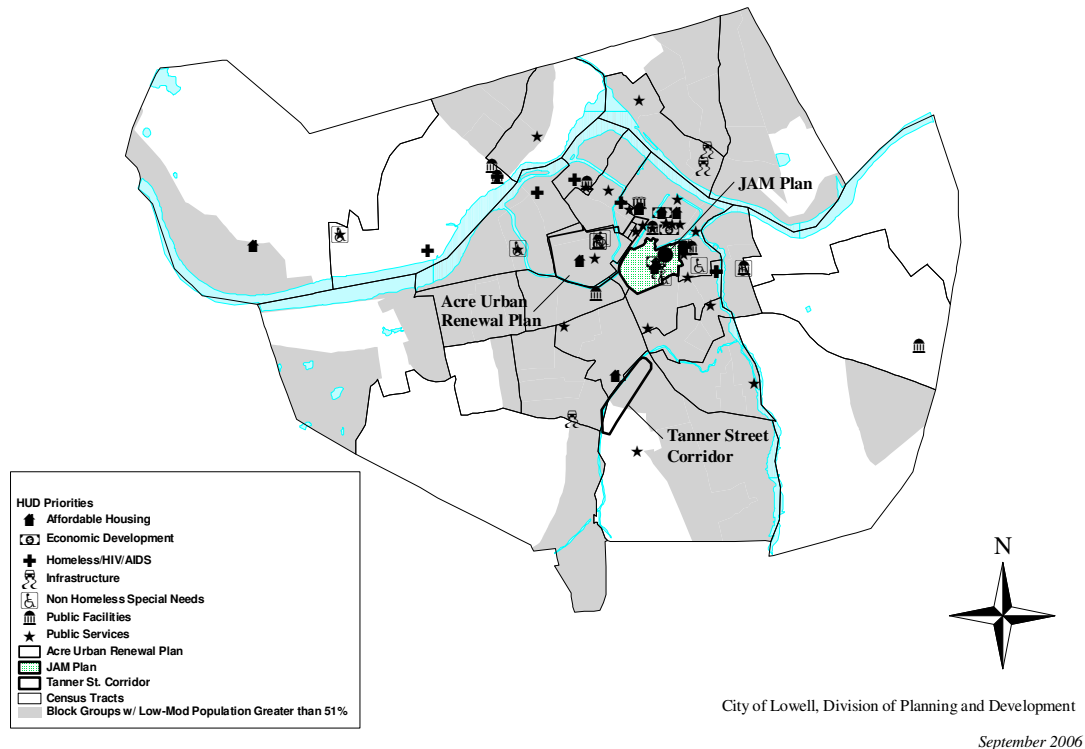 JAM Plan
Acre Urban
Renewal Plan
Tanner Street
Corridor
HUD Priorities
Affordable Housing
Economic Development
Homeless/HIV/AIDS
Infrastructure
Non Homeless Special Needs
Public Facilities
Public Services
Acre Urban Renewal Plan
JAM Plan
Tanner St. Corridor
Census Tracts
Block Groups w/ Low-Mod Population Greater than 51%
N
City of Lowell, Division of Planning and Development
September 2006